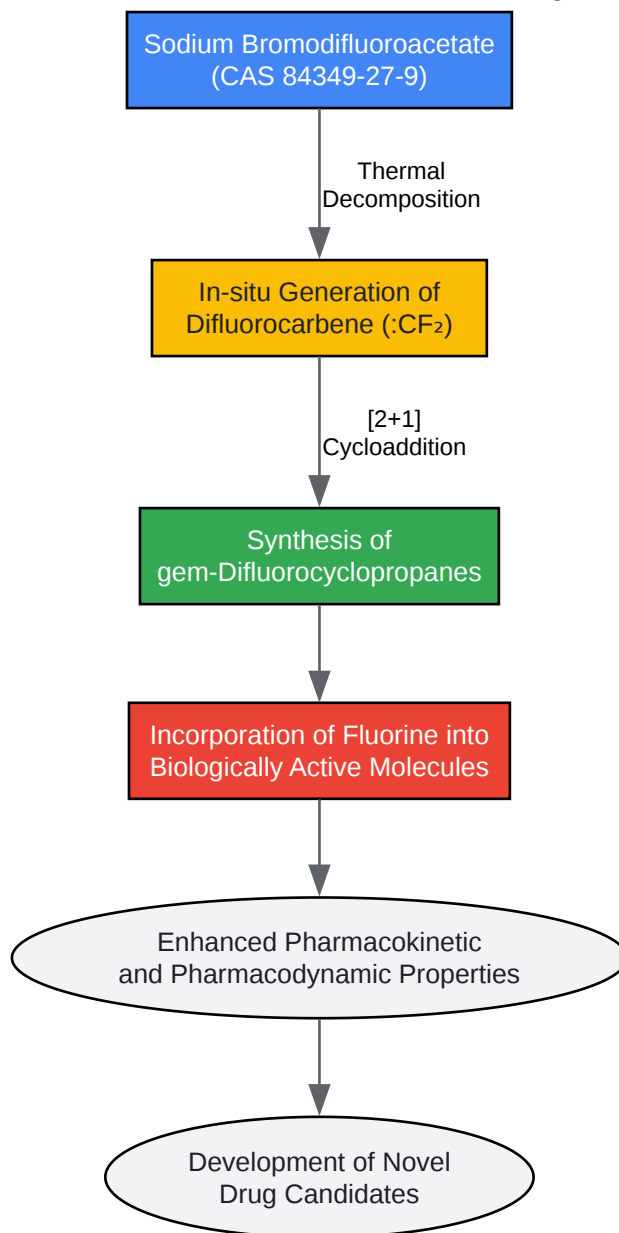 Sodium Bromodifluoroacetate
(CAS 84349-27-9)
Thermal
Decomposition
In-situ Generation of
Difluorocarbene (:CF₂)
[2+1]
Cycloaddition
Synthesis of
gem-Difluorocyclopropanes
Incorporation of Fluorine into
Biologically Active Molecules
Enhanced Pharmacokinetic
and Pharmacodynamic Properties
Development of Novel
Drug Candidates